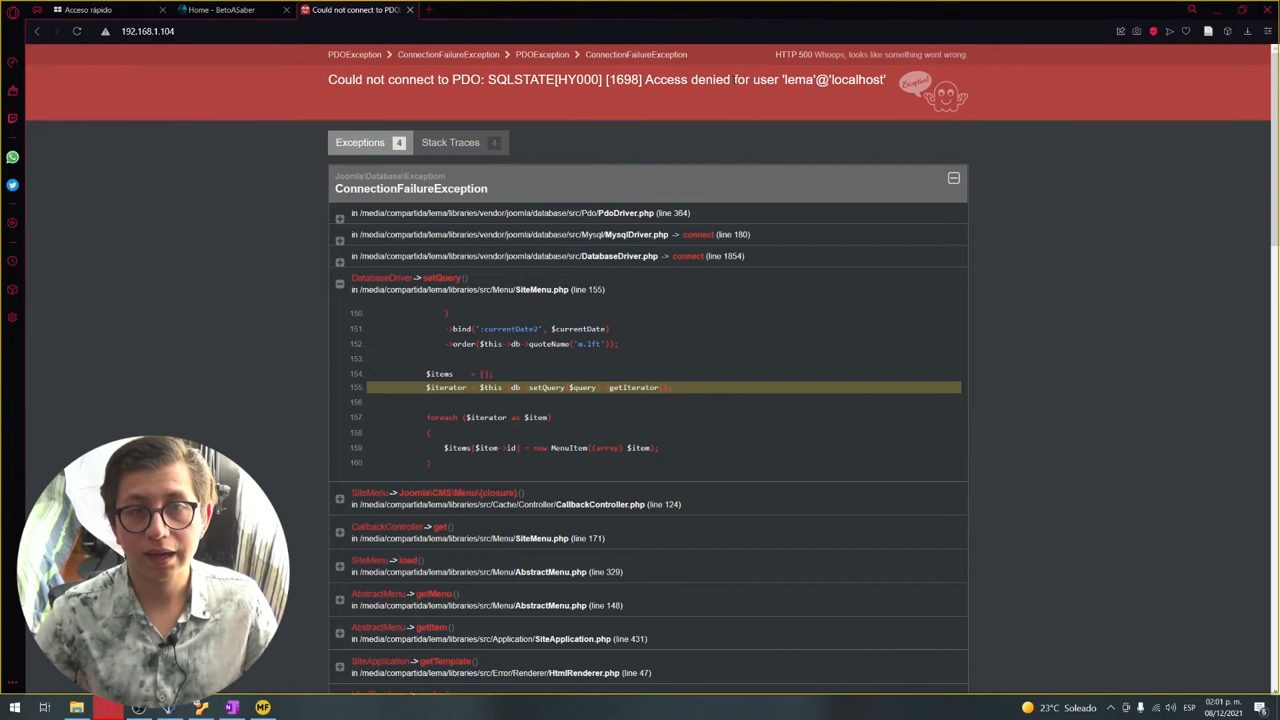 Acceso rápido
Home - BetoASaber
Could not connect to PDO:
192.168.1.104
PDOException
ConnectionFailureException
PDOException
ConnectionFailureException
HTTP 500 Whoops, looks like something went wrong.
Could not connect to PDO: SQLSTATE[HY000] [1698] Access denied for user 'lema'@'localhost'
Exception!
Exceptions 4
Stack Traces 4
Joomla\Database\Exception\
ConnectionFailureException
in /media/compartida/lema/libraries/vendor/joomla/database/src/Pdo/PdoDriver.php (line 364)
in /media/compartida/lema/libraries/vendor/joomla/database/src/Mysql/MysqlDriver.php -> connect (line 180)
in /media/compartida/lema/libraries/vendor/joomla/database/src/DatabaseDriver.php -> connect (line 1854)
DatabaseDriver->setQuery()
in /media/compartida/lema/libraries/src/Menu/SiteMenu.php (line 155)
150. )
151. ->bind(':currentDate2', $currentDate)
152. ->order($this->db->quoteName('m.lft'));
153.
154. $items = [];
155. $iterator = $this->db->setQuery($query)->getIterator();
156.
157. foreach ($iterator as $item)
158. {
159. $items[$item->id] = new MenuItem((array) $item);
160. }
SiteMenu->Joomla\CMS\Menu\{closure}()
in /media/compartida/lema/libraries/src/Cache/Controller/CallbackController.php (line 124)
CallbackController->get()
in /media/compartida/lema/libraries/src/Menu/SiteMenu.php (line 171)
SiteMenu->load()
in /media/compartida/lema/libraries/src/Menu/AbstractMenu.php (line 329)
AbstractMenu->getMenu()
in /media/compartida/lema/libraries/src/Menu/AbstractMenu.php (line 148)
AbstractMenu->getItem()
in /media/compartida/lema/libraries/src/Application/SiteApplication.php (line 431)
SiteApplication->getTemplate()
in /media/compartida/lema/libraries/src/Error/Renderer/HtmlRenderer.php (line 47)
MF
23°C Soleado
ESP
02:01 p. m.
08/12/2021
6